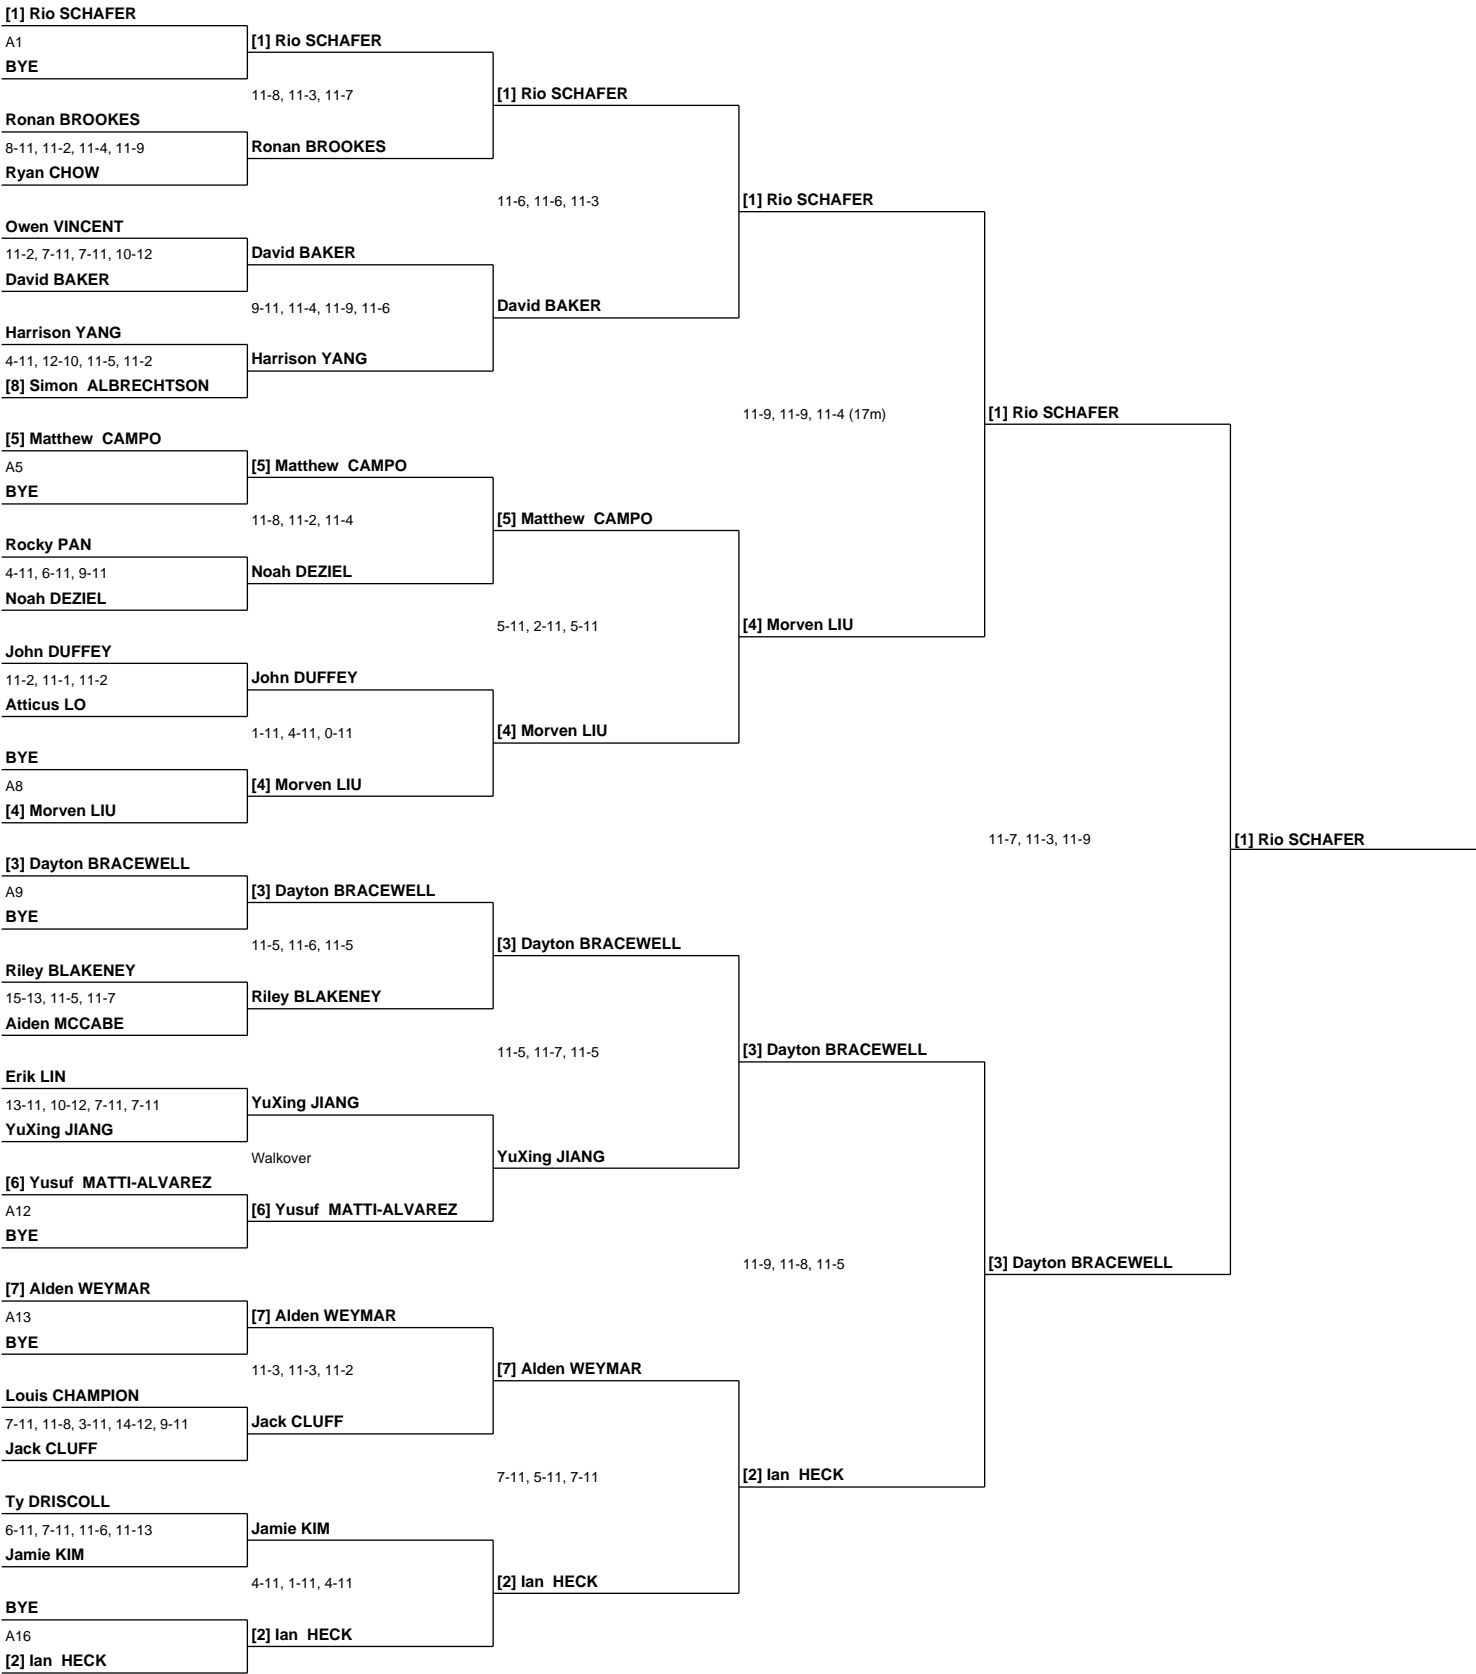 [1] Rio SCHAFER
A1
[1] Rio SCHAFER
BYE
11-8, 11-3, 11-7
[1] Rio SCHAFER
Ronan BROOKES
8-11, 11-2, 11-4, 11-9
Ronan BROOKES
Ryan CHOW
11-6, 11-6, 11-3
[1] Rio SCHAFER
Owen VINCENT
11-2, 7-11, 7-11, 10-12
David BAKER
David BAKER
9-11, 11-4, 11-9, 11-6
David BAKER
Harrison YANG
4-11, 12-10, 11-5, 11-2
Harrison YANG
[8] Simon  ALBRECHTSON
11-9, 11-9, 11-4 (17m)
[1] Rio SCHAFER
[5] Matthew  CAMPO
A5
[5] Matthew  CAMPO
BYE
11-8, 11-2, 11-4
[5] Matthew  CAMPO
Rocky PAN
4-11, 6-11, 9-11
Noah DEZIEL
Noah DEZIEL
5-11, 2-11, 5-11
[4] Morven LIU
John DUFFEY
11-2, 11-1, 11-2
John DUFFEY
Atticus LO
1-11, 4-11, 0-11
[4] Morven LIU
BYE
A8
[4] Morven LIU
[4] Morven LIU
11-7, 11-3, 11-9
[1] Rio SCHAFER
[3] Dayton BRACEWELL
A9
[3] Dayton BRACEWELL
BYE
11-5, 11-6, 11-5
[3] Dayton BRACEWELL
Riley BLAKENEY
15-13, 11-5, 11-7
Riley BLAKENEY
Aiden MCCABE
11-5, 11-7, 11-5
[3] Dayton BRACEWELL
Erik LIN
13-11, 10-12, 7-11, 7-11
YuXing JIANG
YuXing JIANG
Walkover
YuXing JIANG
[6] Yusuf  MATTI-ALVAREZ
A12
[6] Yusuf  MATTI-ALVAREZ
BYE
11-9, 11-8, 11-5
[3] Dayton BRACEWELL
[7] Alden WEYMAR
A13
[7] Alden WEYMAR
BYE
11-3, 11-3, 11-2
[7] Alden WEYMAR
Louis CHAMPION
7-11, 11-8, 3-11, 14-12, 9-11
Jack CLUFF
Jack CLUFF
7-11, 5-11, 7-11
[2] Ian  HECK
Ty DRISCOLL
6-11, 7-11, 11-6, 11-13
Jamie KIM
Jamie KIM
4-11, 1-11, 4-11
[2] Ian  HECK
BYE
A16
[2] Ian  HECK
[2] Ian  HECK